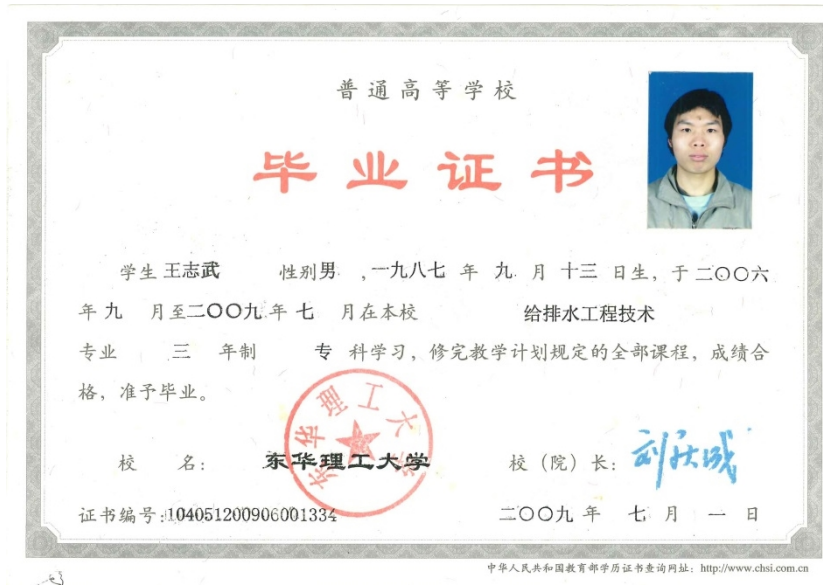 普通高等学校
毕业证书
学生 王志武 性别 男 ,一九八七 年 九 月 十三 日生，于 二〇〇六
年 九 月至 二〇〇九 年 七 月在本校 给排水工程技术
专业 三 年制 专 科学习，修完教学计划规定的全部课程，成绩合
格，准予毕业。
东华理工大学
校 名： 东华理工大学 校（院）长：
证书编号：104051200906001334 二〇〇九 年 七 月 一 日
中华人民共和国教育部学历证书查询网址：http://www.chsi.com.cn